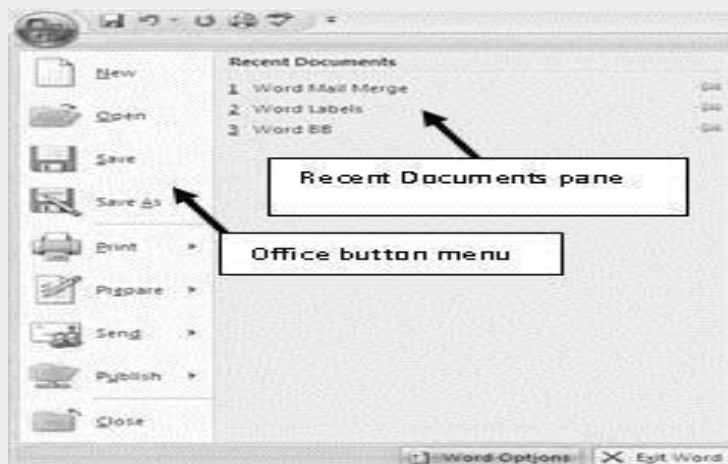 Recent Documents
New
1 Word Mail Merge
2 Word Labels
Open
3 Word BB
Save
Recent Documents pane
Save As
Print
Office button menu
Prepare
Send
Publish
Close
Word Options
Exit Word